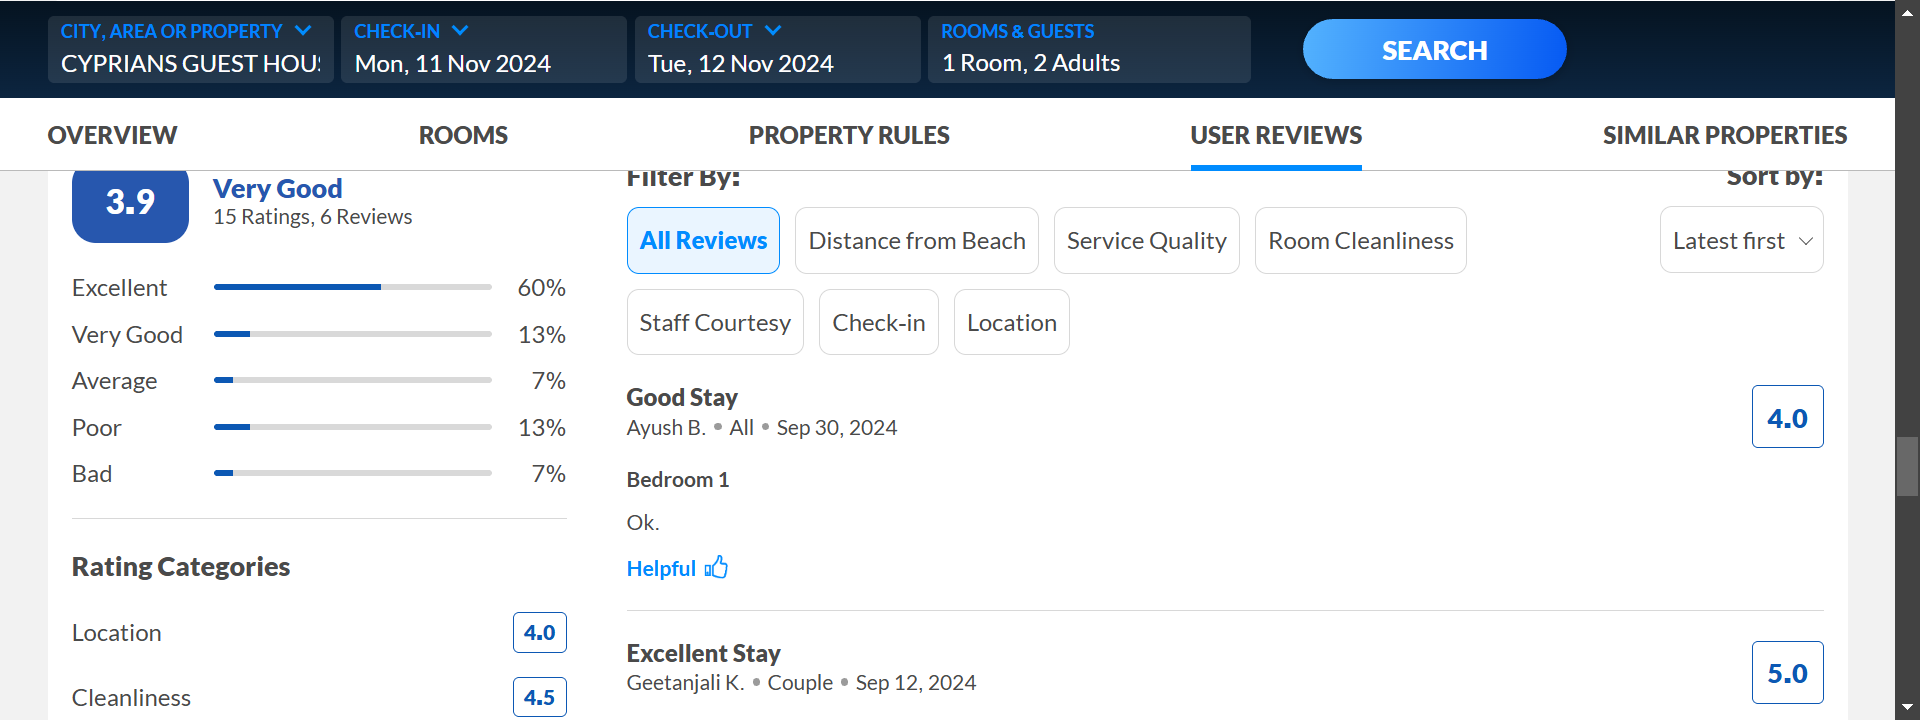 CITY, AREA OR PROPERTY
CYPRIANS GUEST HOU
CHECK-IN
Mon, 11 Nov 2024
CHECK-OUT
Tue, 12 Nov 2024
ROOMS & GUESTS
1 Room, 2 Adults
SEARCH
OVERVIEW
ROOMS
PROPERTY RULES
USER REVIEWS
SIMILAR PROPERTIES
3.9
Very Good
15 Ratings, 6 Reviews
Excellent 60%
Very Good 13%
Average 7%
Poor 13%
Bad 7%
Rating Categories
Location 4.0
Cleanliness 4.5
Filter By:
Sort by:
All Reviews
Distance from Beach
Service Quality
Room Cleanliness
Latest first
Staff Courtesy
Check-in
Location
Good Stay
Ayush B. • All • Sep 30, 2024
4.0
Bedroom 1
Ok.
Helpful
Excellent Stay
Geetanjali K. • Couple • Sep 12, 2024
5.0